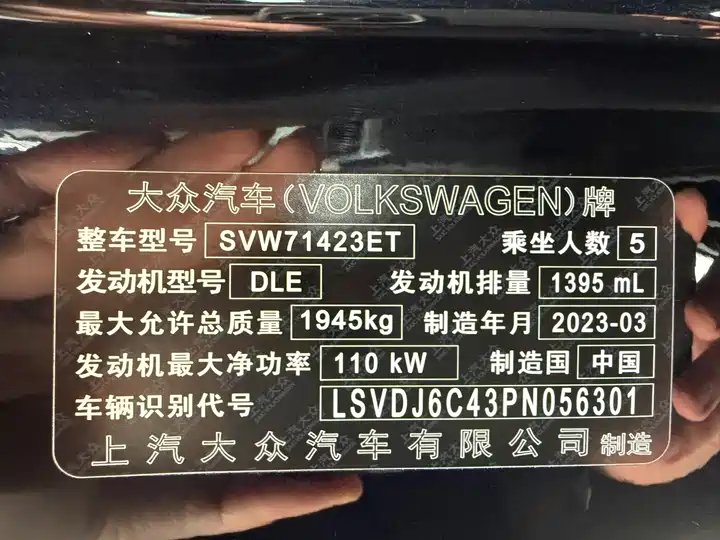 大众汽车(VOLKSWAGEN)牌
整车型号 SVW71423ET 乘坐人数 5
发动机型号 DLE 发动机排量 1395 mL
最大允许总质量 1945kg 制造年月 2023-03
发动机最大净功率 110 kW 制造国 中国
车辆识别代号 LSVDJ6C43PN056301
上汽大众汽车有限公司 制造